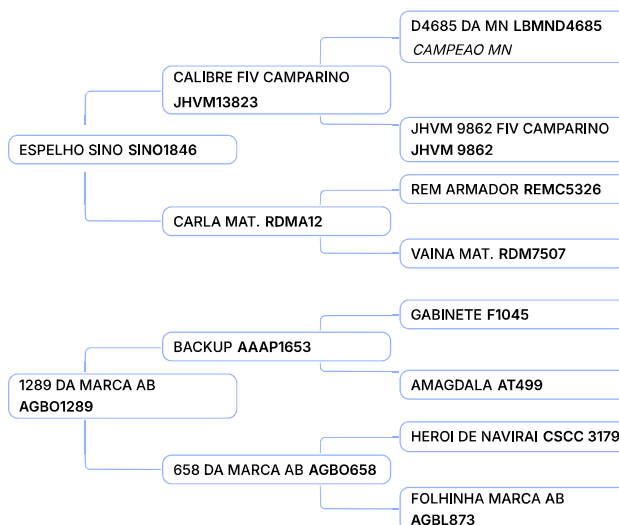 D4685 DA MN LBMND4685
CAMPEAO MN
CALIBRE FIV CAMPARINO
JHVM13823
JHVM 9862 FIV CAMPARINO
JHVM 9862
ESPELHO SINO SINO1846
REM ARMADOR REMC5326
CARLA MAT. RDMA12
VAINA MAT. RDM7507
GABINETE F1045
BACKUP AAAP1653
AMAGDALA AT499
1289 DA MARCA AB
AGBO1289
HEROI DE NAVIRAI CSCC 3179
658 DA MARCA AB AGBO658
FOLHINHA MARCA AB
AGBL873